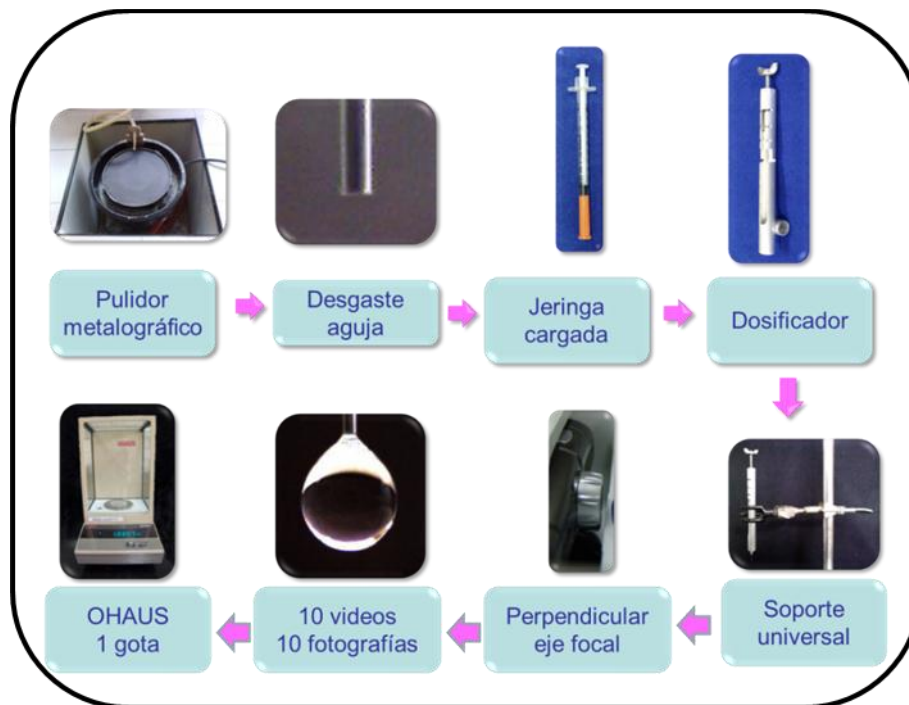 Pulidor
metalográfico
Desgaste
aguja
Jeringa
cargada
Dosificador
Soporte
universal
Perpendicular
eje focal
10 videos
10 fotografías
OHAUS
1 gota